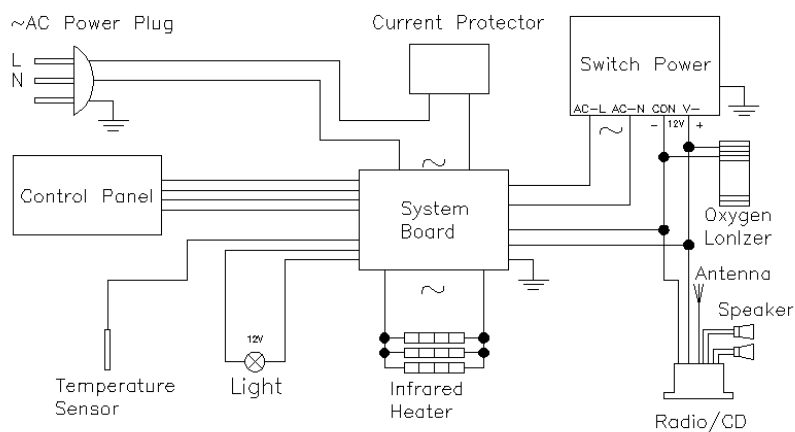 ~AC Power Plug
Current Protector
L
N
Switch Power
AC-L AC-N CON V-
~
- 12V +
Control Panel
~
System
Board
Oxygen
LonIzer
~
Antenna
Speaker
12V
Temperature
Sensor
Light
Infrared
Heater
Radio/CD